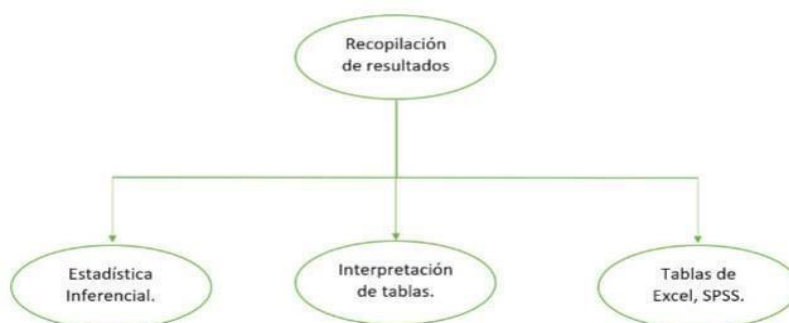 Recopilación
de resultados
Estadística
Inferencial.
Interpretación
de tablas.
Tablas de
Excel, SPSS.